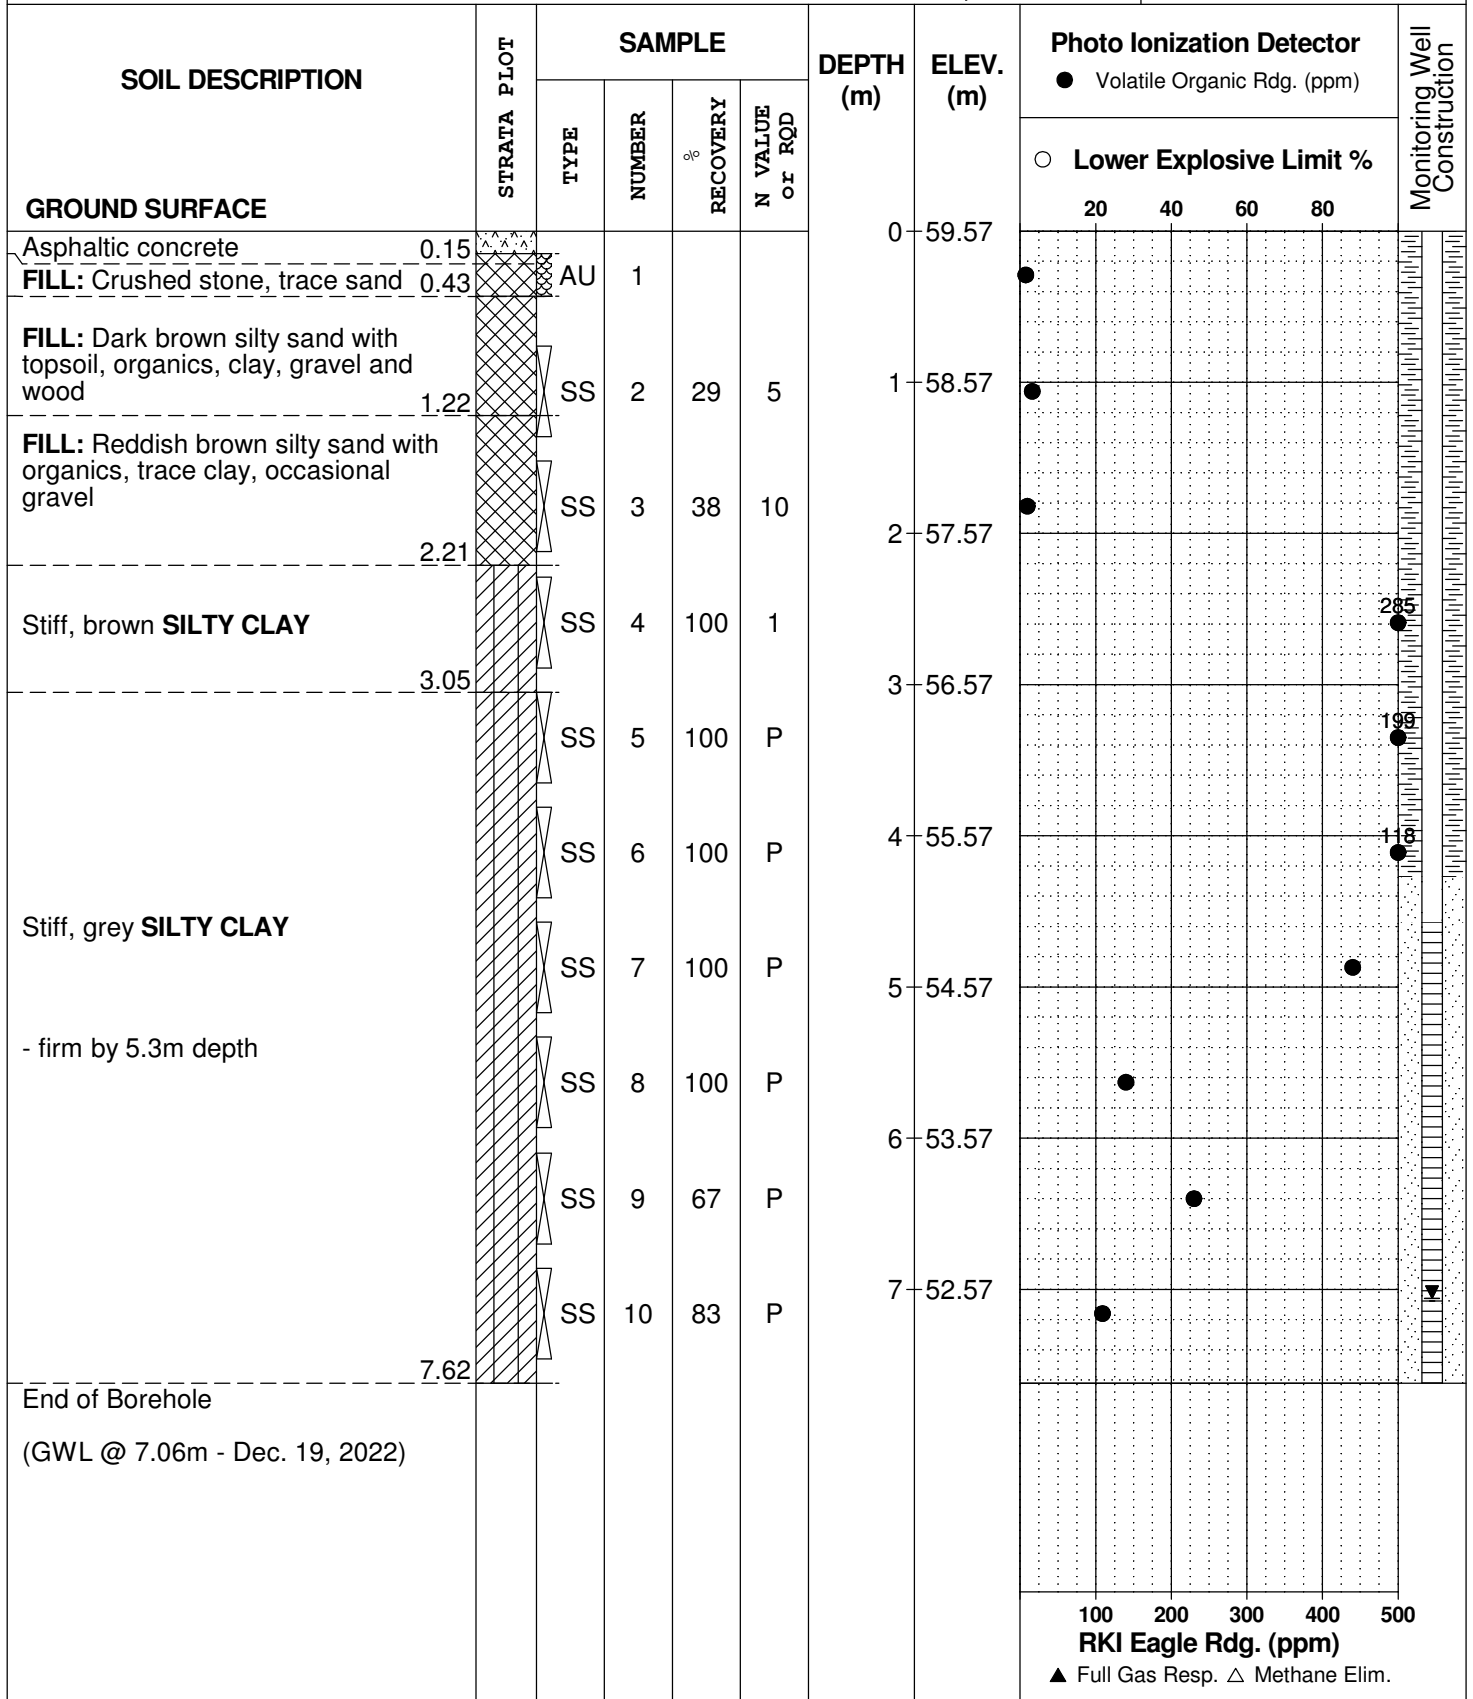 SOIL DESCRIPTION
GROUND SURFACE
STRATA PLOT
SAMPLE
TYPE
NUMBER
% RECOVERY
N VALUE or RQD
DEPTH (m)
ELEV. (m)
Photo Ionization Detector
● Volatile Organic Rdg. (ppm)
○ Lower Explosive Limit %
20 40 60 80
Monitoring Well Construction
Asphaltic concrete 0.15
FILL: Crushed stone, trace sand 0.43
AU 1
FILL: Dark brown silty sand with
topsoil, organics, clay, gravel and
wood 1.22
SS 2 29 5
FILL: Reddish brown silty sand with
organics, trace clay, occasional
gravel
2.21
SS 3 38 10
Stiff, brown SILTY CLAY
3.05
SS 4 100 1
SS 5 100 P
SS 6 100 P
Stiff, grey SILTY CLAY
SS 7 100 P
- firm by 5.3m depth
SS 8 100 P
SS 9 67 P
SS 10 83 P
7.62
End of Borehole
(GWL @ 7.06m - Dec. 19, 2022)
0 59.57
1 58.57
2 57.57
3 56.57
4 55.57
5 54.57
6 53.57
7 52.57
285
199
118
100 200 300 400 500
RKI Eagle Rdg. (ppm)
▲ Full Gas Resp. △ Methane Elim.